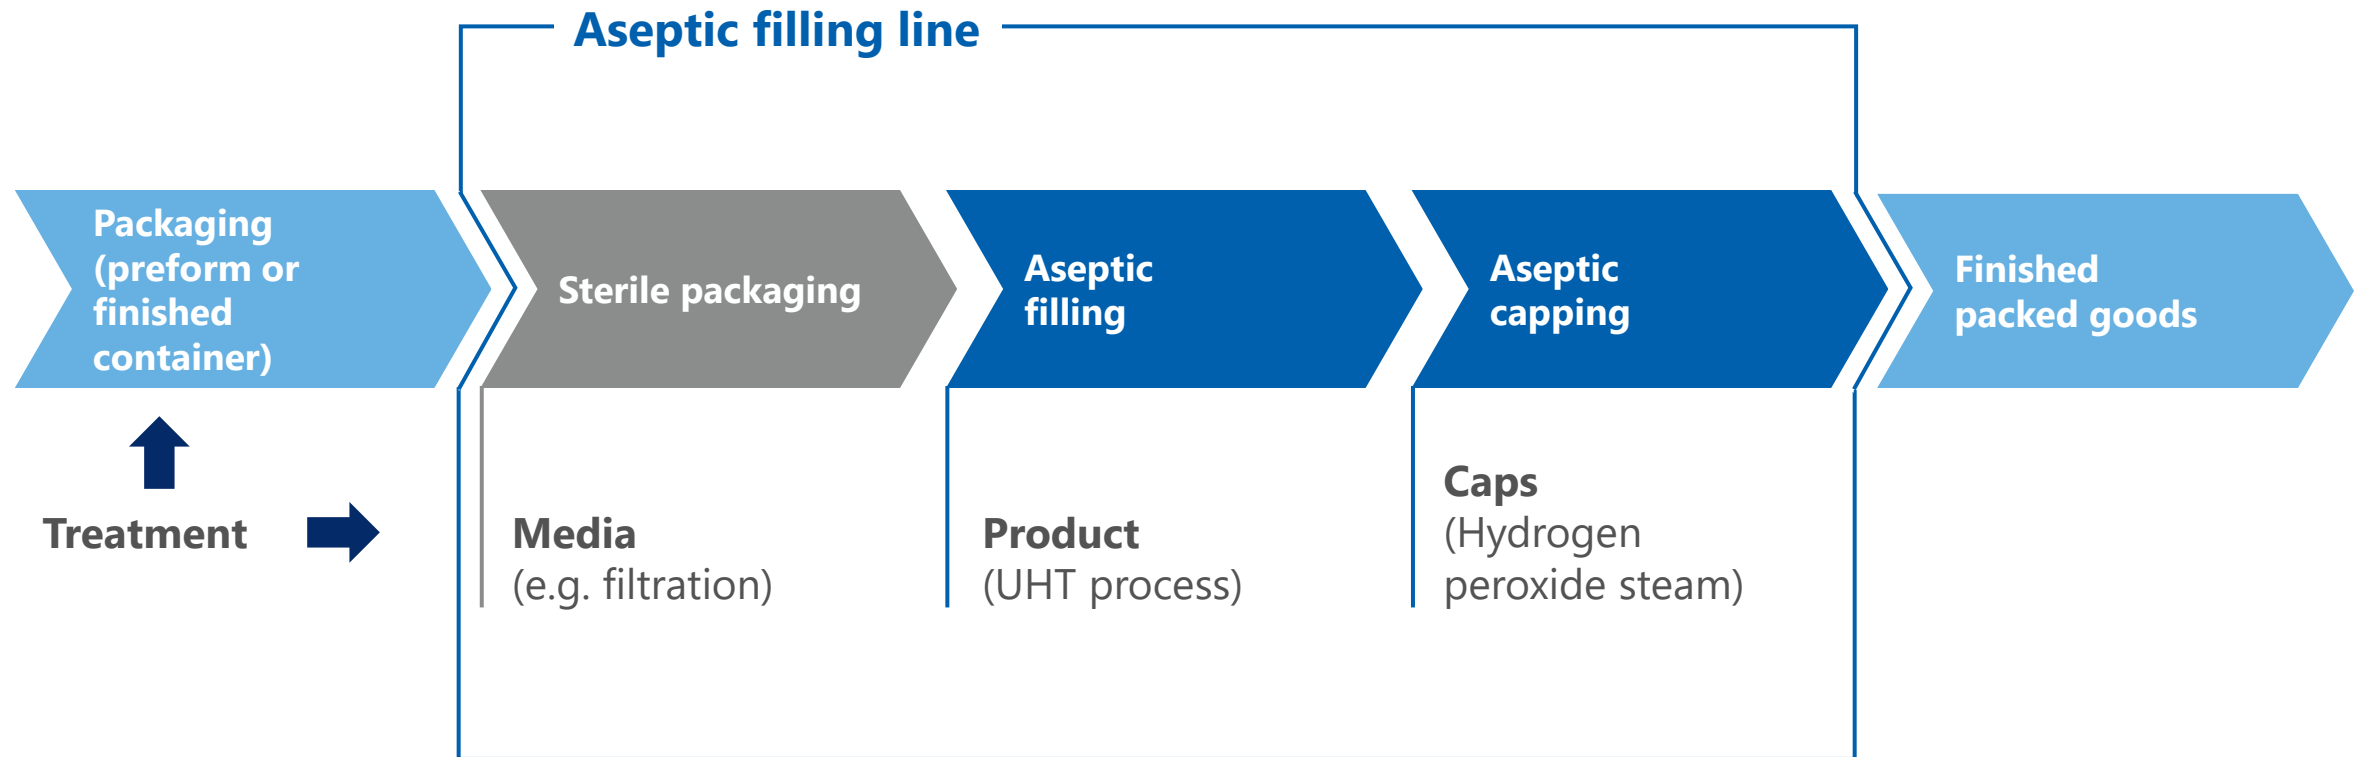 Aseptic filling line
Packaging
(preform or
finished
container)
Sterile packaging
Aseptic
filling
Aseptic
capping
Finished
packed goods
Treatment
Media
(e.g. filtration)
Product
(UHT process)
Caps
(Hydrogen
peroxide steam)